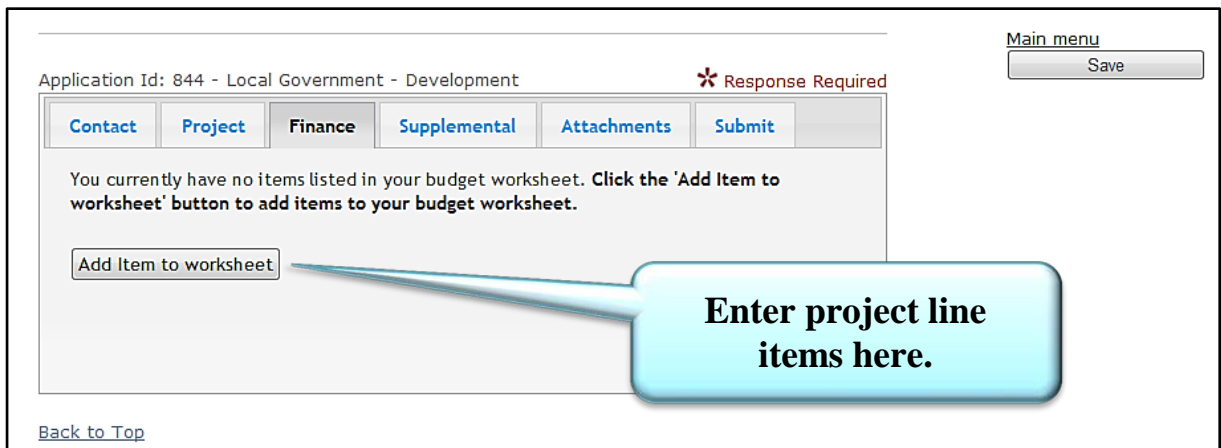 Main menu
Save
Application Id: 844 - Local Government - Development
* Response Required
Contact Project Finance Supplemental Attachments Submit
You currently have no items listed in your budget worksheet. Click the 'Add Item to
worksheet' button to add items to your budget worksheet.
Add Item to worksheet
Enter project line
items here.
Back to Top